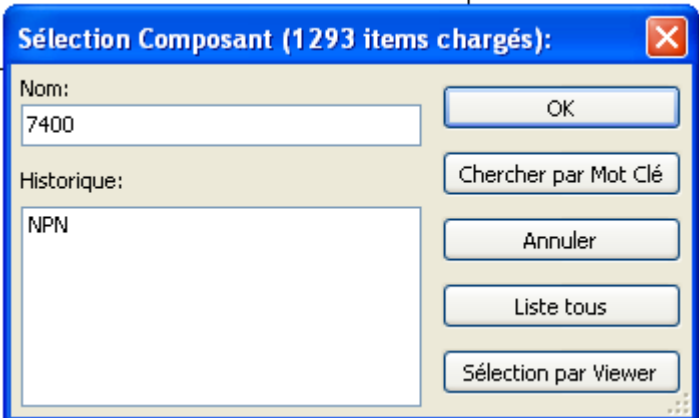 Sélection Composant (1293 items chargés):
Nom:
7400
OK
Chercher par Mot Clé
Historique:
NPN
Annuler
Liste tous
Sélection par Viewer